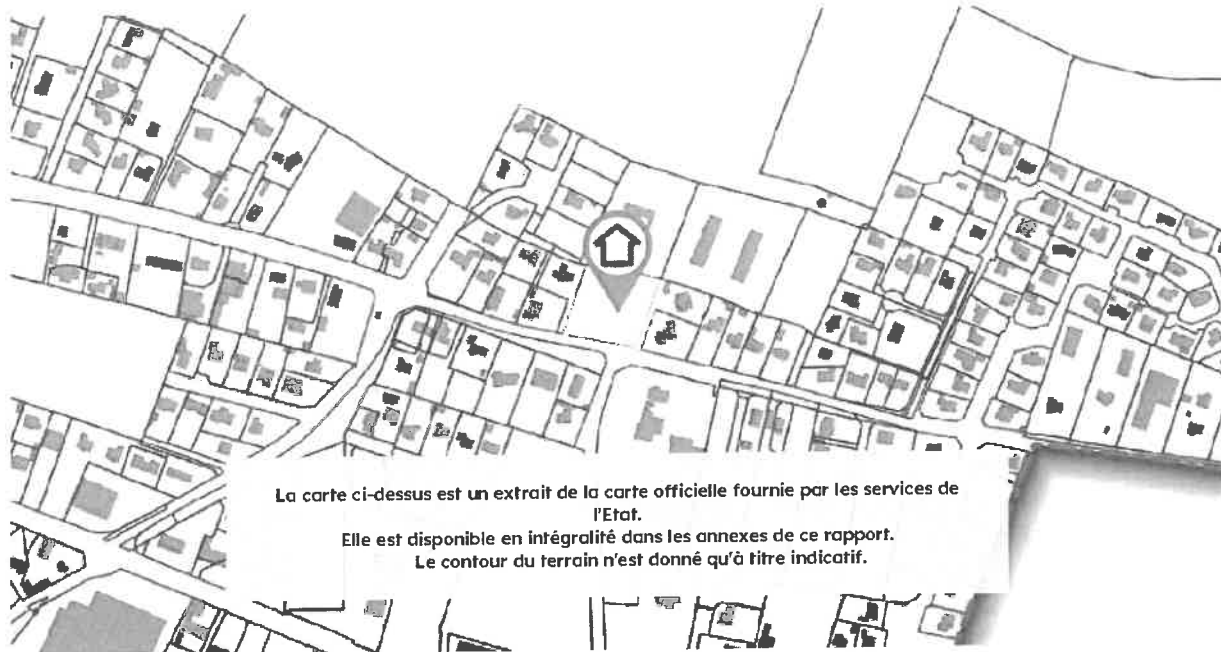 La carte ci-dessus est un extrait de la carte officielle fournie par les services de
l'Etat.
Elle est disponible en intégralité dans les annexes de ce rapport.
Le contour du terrain n'est donné qu'à titre indicatif.